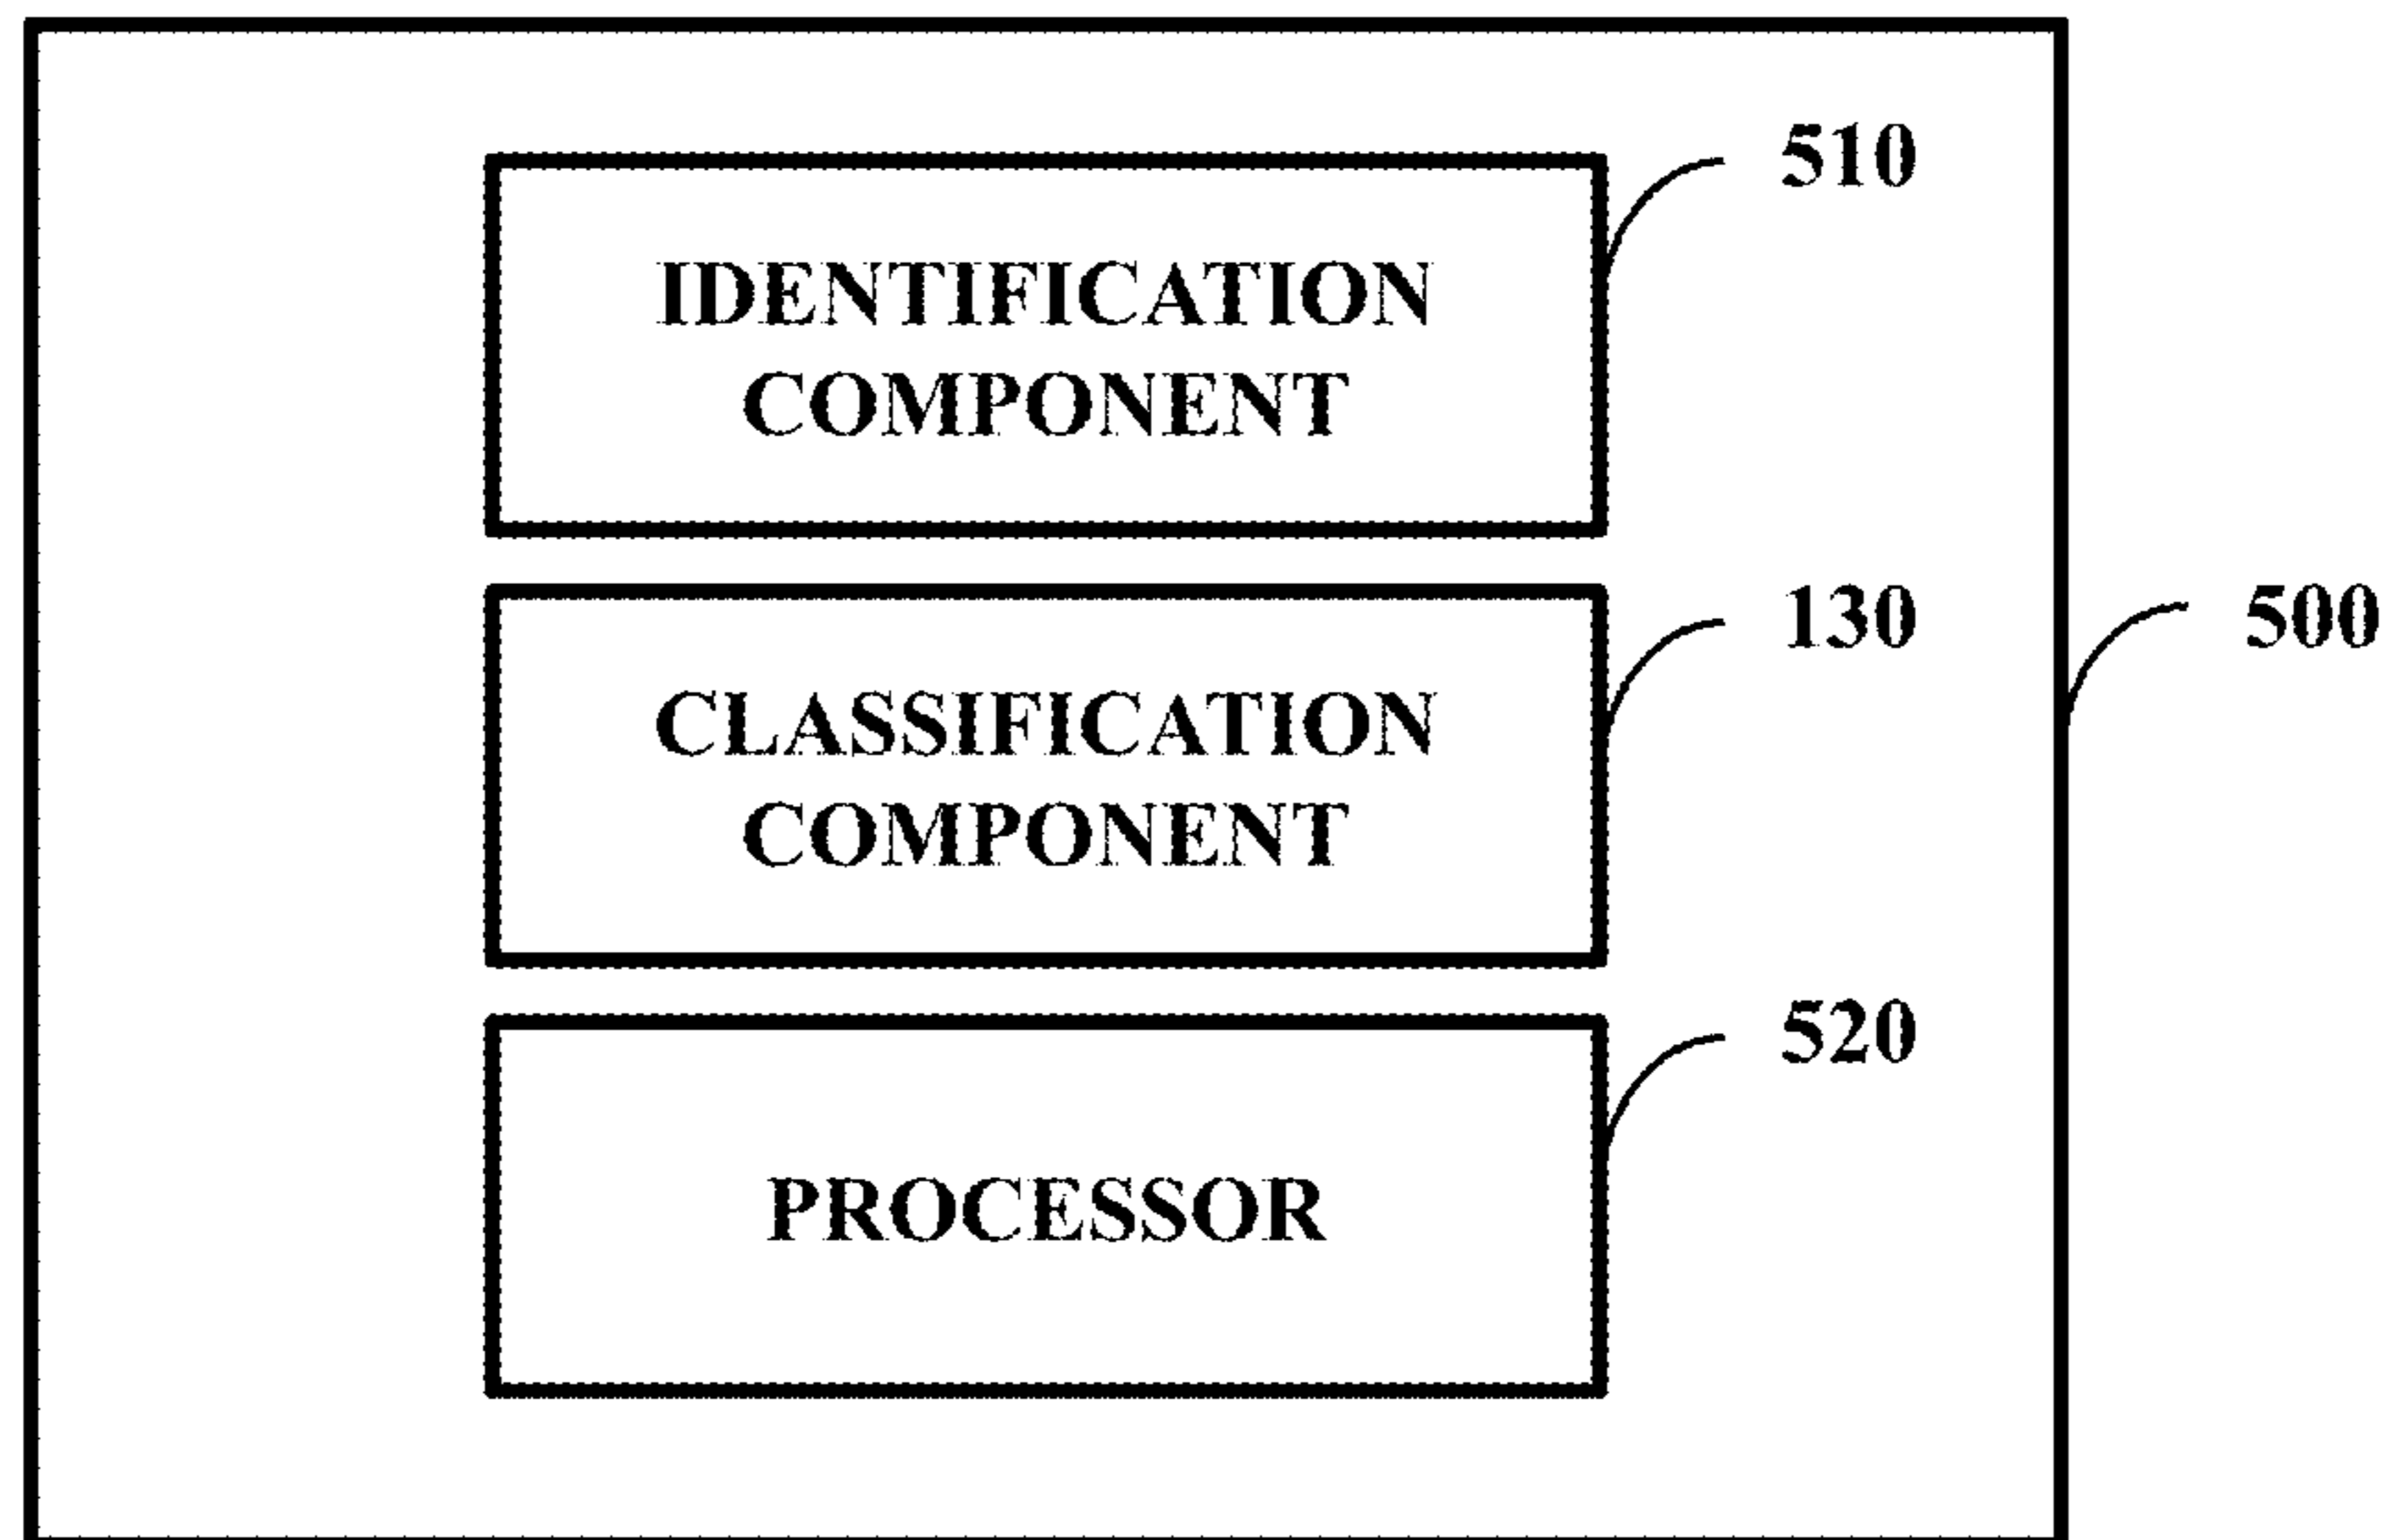 510
IDENTIFICATION
COMPONENT
130
500
CLASSIFICATION
COMPONENT
520
PROCESSOR